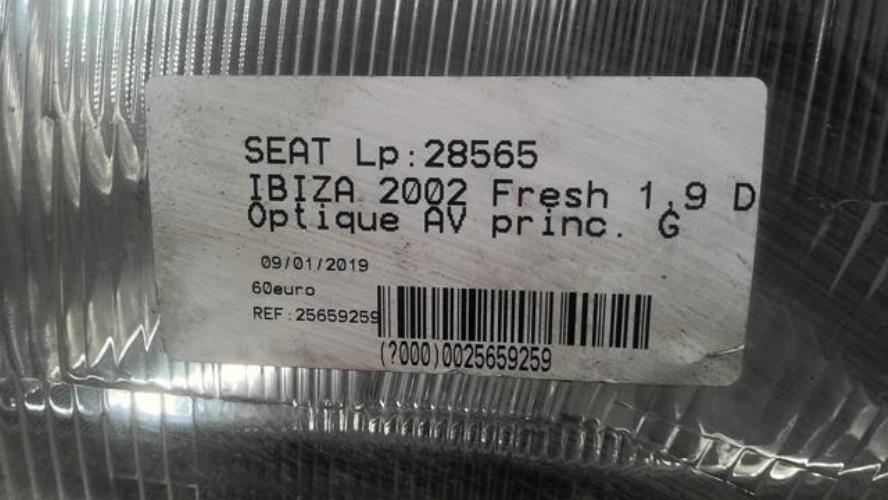 SEAT Lp:28565
IBIZA 2002 Fresh 1,9 D
Optique AV princ. G
09/01/2019
60euro
REF:25659259
(?000)0025659259